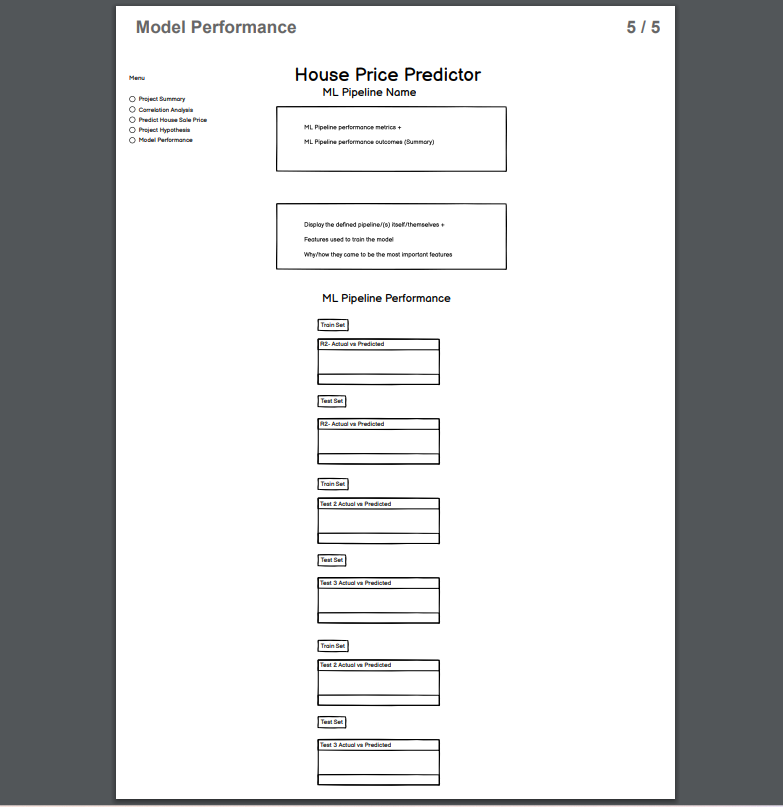 Model Performance
5 / 5
House Price Predictor
ML Pipeline Name
Menu
Project Summary
Correlation Analysis
Predict House Sale Price
Project Hypothesis
Model Performance
ML Pipeline performance metrics +
ML Pipeline performance outcomes (Summary)
Display the defined pipeline/(s) itself/themselves +
Features used to train the model
Why/how they came to be the most important features
ML Pipeline Performance
Train Set
R2- Actual vs Predicted
Test Set
R2- Actual vs Predicted
Train Set
Test 2 Actual vs Predicted
Test Set
Test 3 Actual vs Predicted
Train Set
Test 2 Actual vs Predicted
Test Set
Test 3 Actual vs Predicted